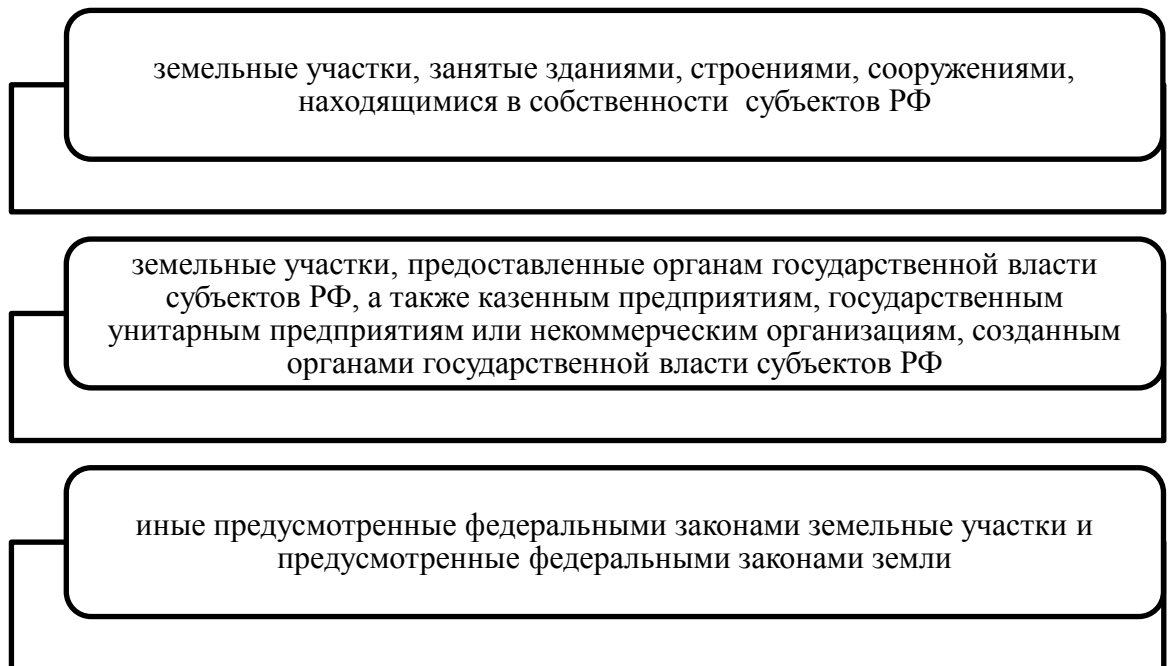 земельные участки, занятые зданиями, строениями, сооружениями,
находящимися в собственности субъектов РФ
земельные участки, предоставленные органам государственной власти
субъектов РФ, а также казенным предприятиям, государственным
унитарным предприятиям или некоммерческим организациям, созданным
органами государственной власти субъектов РФ
иные предусмотренные федеральными законами земельные участки и
предусмотренные федеральными законами земли